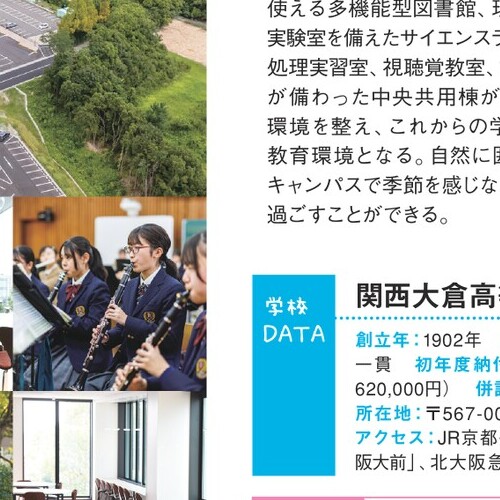 使える多機能型図書館、
実験室を備えたサイエンス
処理実習室、視聴覚教室、
が備わった中央共用棟が
環境を整え、これからの学
教育環境となる。自然に囲
キャンパスで季節を感じな
過ごすことができる。
学校
DATA
関西大倉高
創立年：1902年
一貫　初年度納
620,000円）　併
所在地：〒567-00
アクセス：JR京都
阪大前」、北大阪急